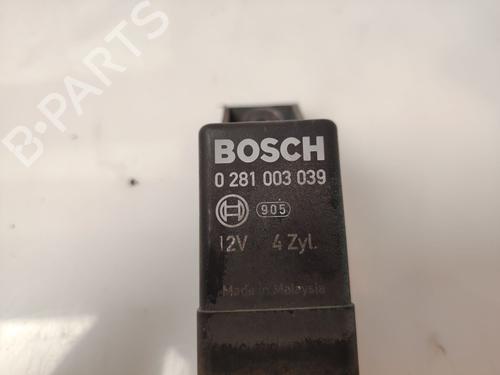 B-PARTS
BOSCH
0 281 003 039
905
12V 4 Zyl.
Made in Malaysia